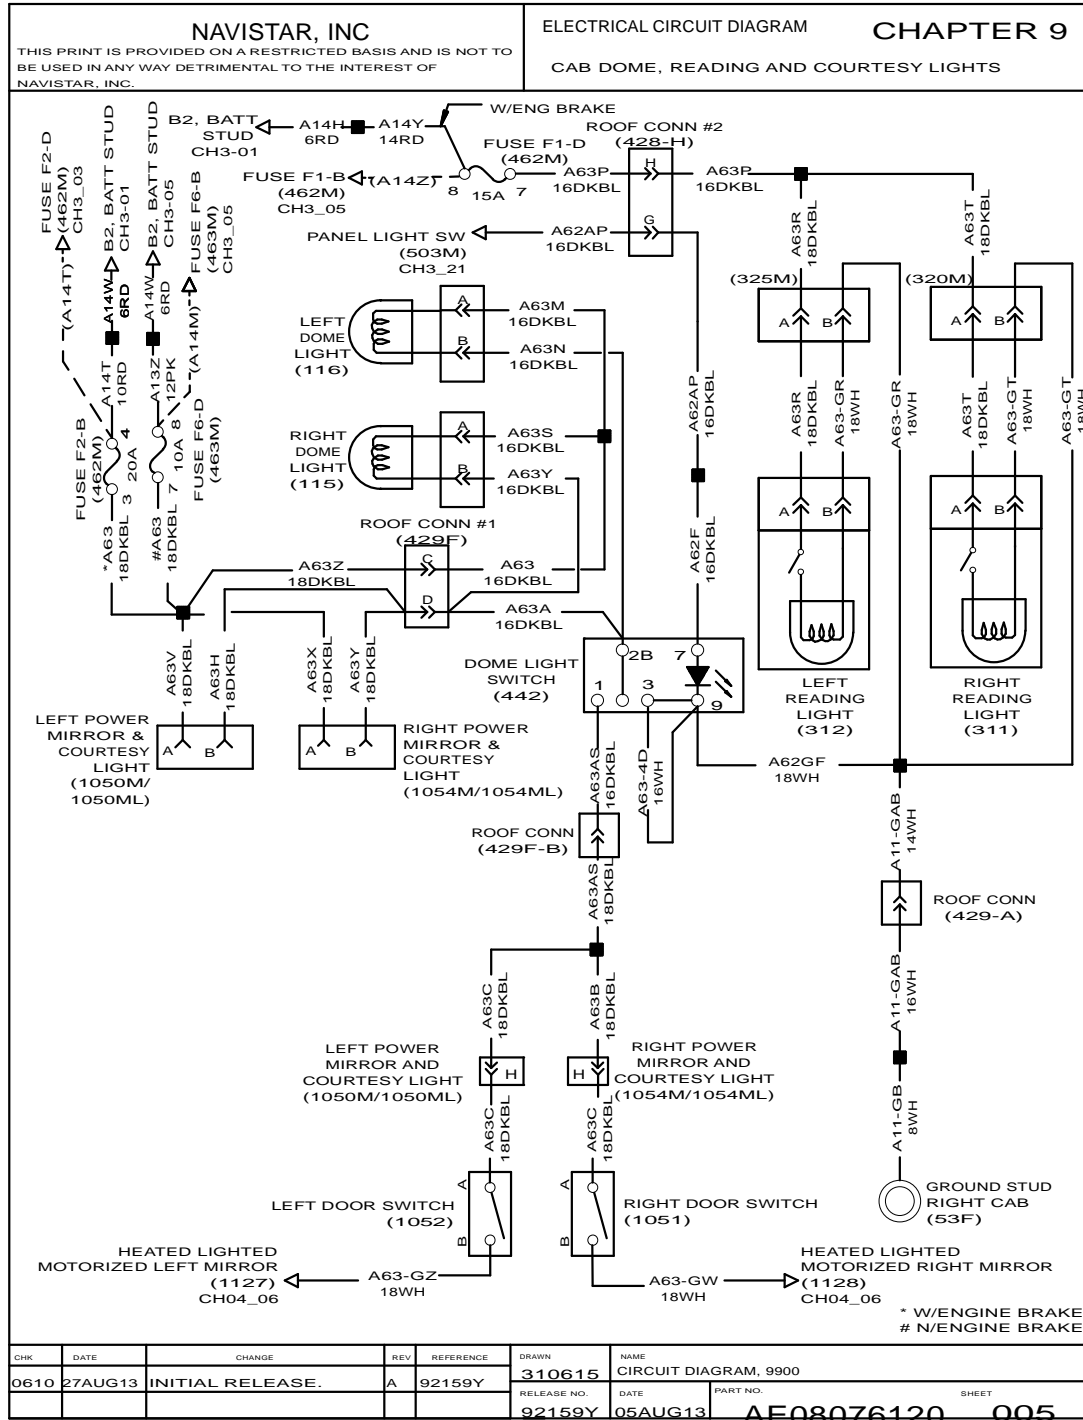 NAVISTAR, INC
THIS PRINT IS PROVIDED ON A RESTRICTED BASIS AND IS NOT TO
BE USED IN ANY WAY DETRIMENTAL TO THE INTEREST OF
NAVISTAR, INC.
ELECTRICAL CIRCUIT DIAGRAM
CHAPTER 9
CAB DOME, READING AND COURTESY LIGHTS
FUSE F2-D
(462M)
CH3_03
(A14T)
B2, BATT STUD
CH3-01
A14W
6RD
B2, BATT STUD
CH3-05
A14W
6RD
FUSE F6-B
(463M)
CH3_05
(A14M)
A14T
10RD
A13Z
12PK
FUSE F2-B
(462M)
3 20A 4
7 10A 8
FUSE F6-D
(463M)
*A63
18DKBL
#A63
18DKBL
B2, BATT
STUD
CH3-01
A14H
6RD
A14Y
14RD
W/ENG BRAKE
FUSE F1-D
(462M)
FUSE F1-B
(462M)
CH3_05
(A14Z)
8
15A
7
A63P
16DKBL
ROOF CONN #2
(428-H)
H
G
A63P
16DKBL
PANEL LIGHT SW
(503M)
CH3_21
A62AP
16DKBL
A63R
18DKBL
A63T
18DKBL
(325M)
(320M)
A
B
A
B
LEFT
DOME
LIGHT
(116)
A
B
A63M
16DKBL
A63N
16DKBL
A62AP
16DKBL
RIGHT
DOME
LIGHT
(115)
A
B
A63S
16DKBL
A63Y
16DKBL
A63R
18DKBL
A63-GR
18WH
A63-GR
18WH
A63T
18DKBL
A63-GT
18WH
A63-GT
18WH
A
B
A
B
ROOF CONN #1
(429F)
C
D
A63Z
18DKBL
A63
16DKBL
A63A
16DKBL
A62F
16DKBL
A63V
18DKBL
A63H
18DKBL
A63X
18DKBL
A63Y
18DKBL
DOME LIGHT
SWITCH
(442)
2B
7
1
3
9
LEFT
READING
LIGHT
(312)
RIGHT
READING
LIGHT
(311)
LEFT POWER
MIRROR &
COURTESY
LIGHT
(1050M/
1050ML)
A
B
A
B
RIGHT POWER
MIRROR &
COURTESY
LIGHT
(1054M/1054ML)
A63AS
16DKBL
A63-4D
16WH
A62GF
18WH
ROOF CONN
(429F-B)
A11-GAB
14WH
A63AS
18DKBL
ROOF CONN
(429-A)
A11-GAB
16WH
A63C
18DKBL
A63B
18DKBL
LEFT POWER
MIRROR AND
COURTESY LIGHT
(1050M/1050ML)
H
H
RIGHT POWER
MIRROR AND
COURTESY LIGHT
(1054M/1054ML)
A63C
18DKBL
A63C
18DKBL
A11-GB
8WH
LEFT DOOR SWITCH
(1052)
A
B
A
B
RIGHT DOOR SWITCH
(1051)
GROUND STUD
RIGHT CAB
(53F)
HEATED LIGHTED
MOTORIZED LEFT MIRROR
(1127)
CH04_06
A63-GZ
18WH
A63-GW
18WH
HEATED LIGHTED
MOTORIZED RIGHT MIRROR
(1128)
CH04_06
* W/ENGINE BRAKE
# N/ENGINE BRAKE
CHK DATE CHANGE REV REFERENCE
0610 27AUG13 INITIAL RELEASE. A 92159Y
DRAWN
310615
NAME
CIRCUIT DIAGRAM, 9900
RELEASE NO.
92159Y
DATE
05AUG13
PART NO.
AE08076120
SHEET
005